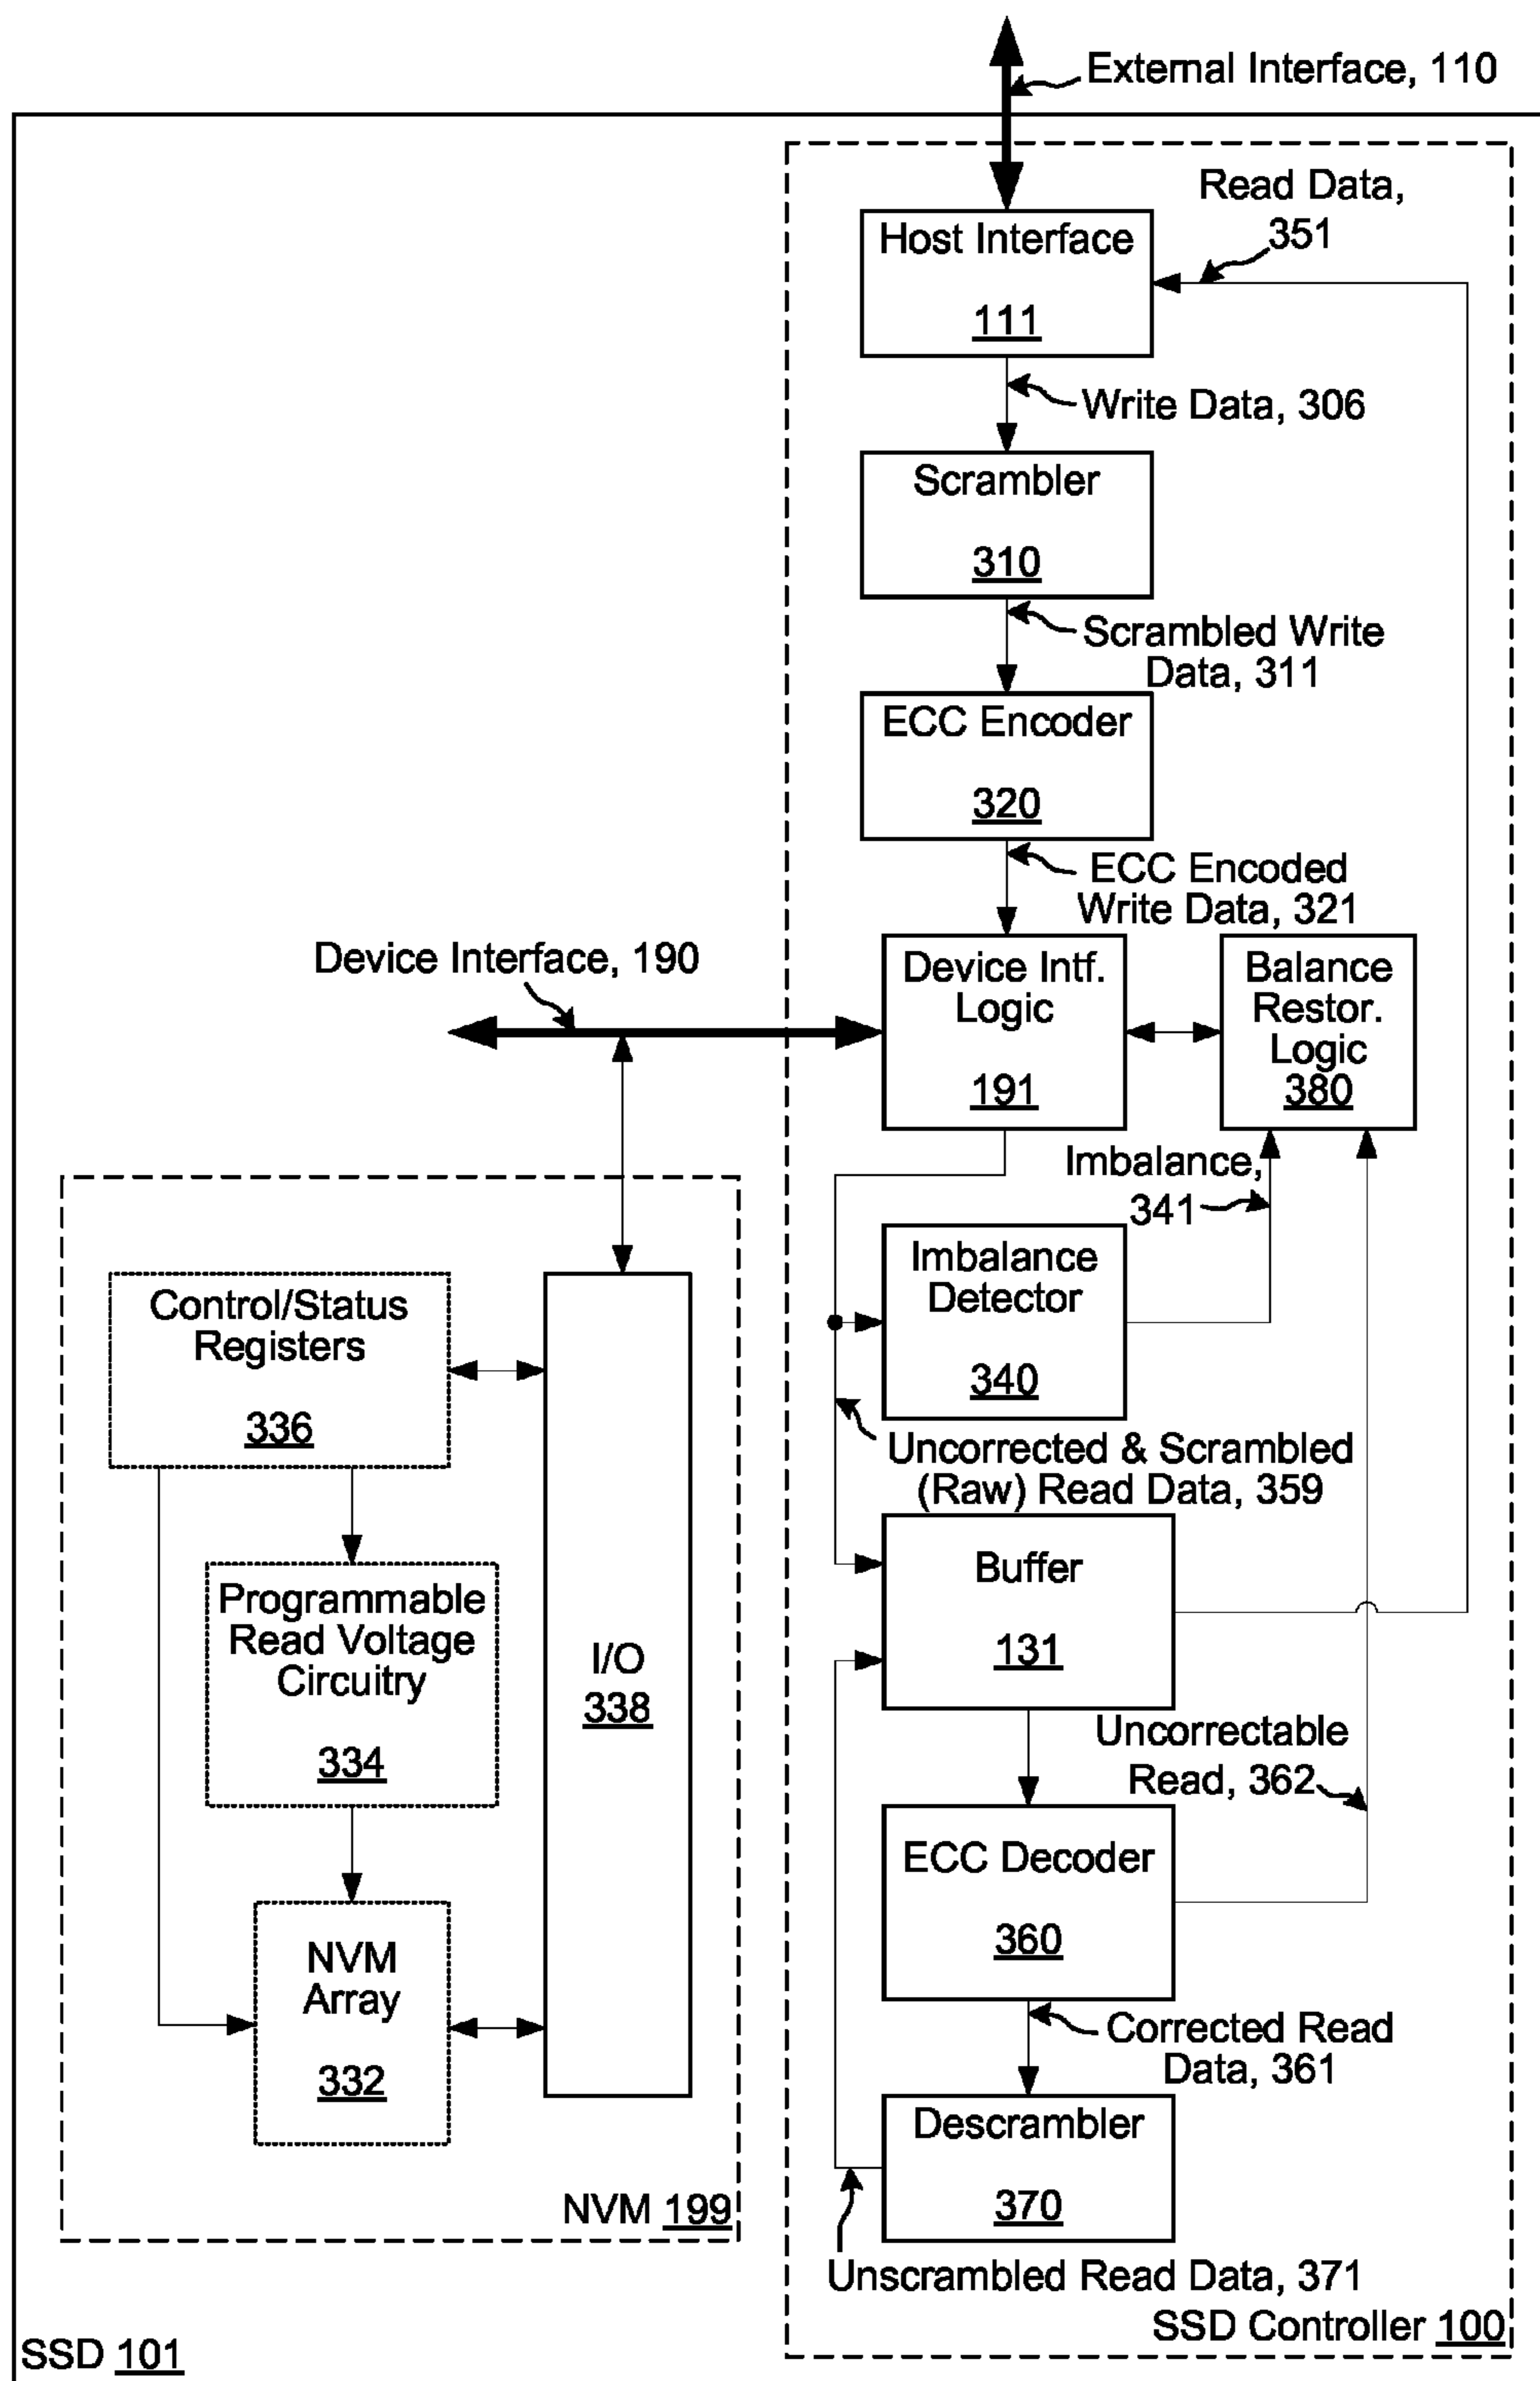 External Interface, 110
Read Data,
351
Host Interface
111
Write Data, 306
Scrambler
310
Scrambled Write
Data, 311
ECC Encoder
320
ECC Encoded
Write Data, 321
Device Interface, 190
Device Intf.
Logic
191
Balance
Restor.
Logic
380
Imbalance,
341
Imbalance
Detector
340
Uncorrected & Scrambled
(Raw) Read Data, 359
Control/Status
Registers
336
Programmable
Read Voltage
Circuitry
334
NVM
Array
332
I/O
338
NVM 199
Buffer
131
Uncorrectable
Read, 362
ECC Decoder
360
Corrected Read
Data, 361
Descrambler
370
Unscrambled Read Data, 371
SSD Controller 100
SSD 101